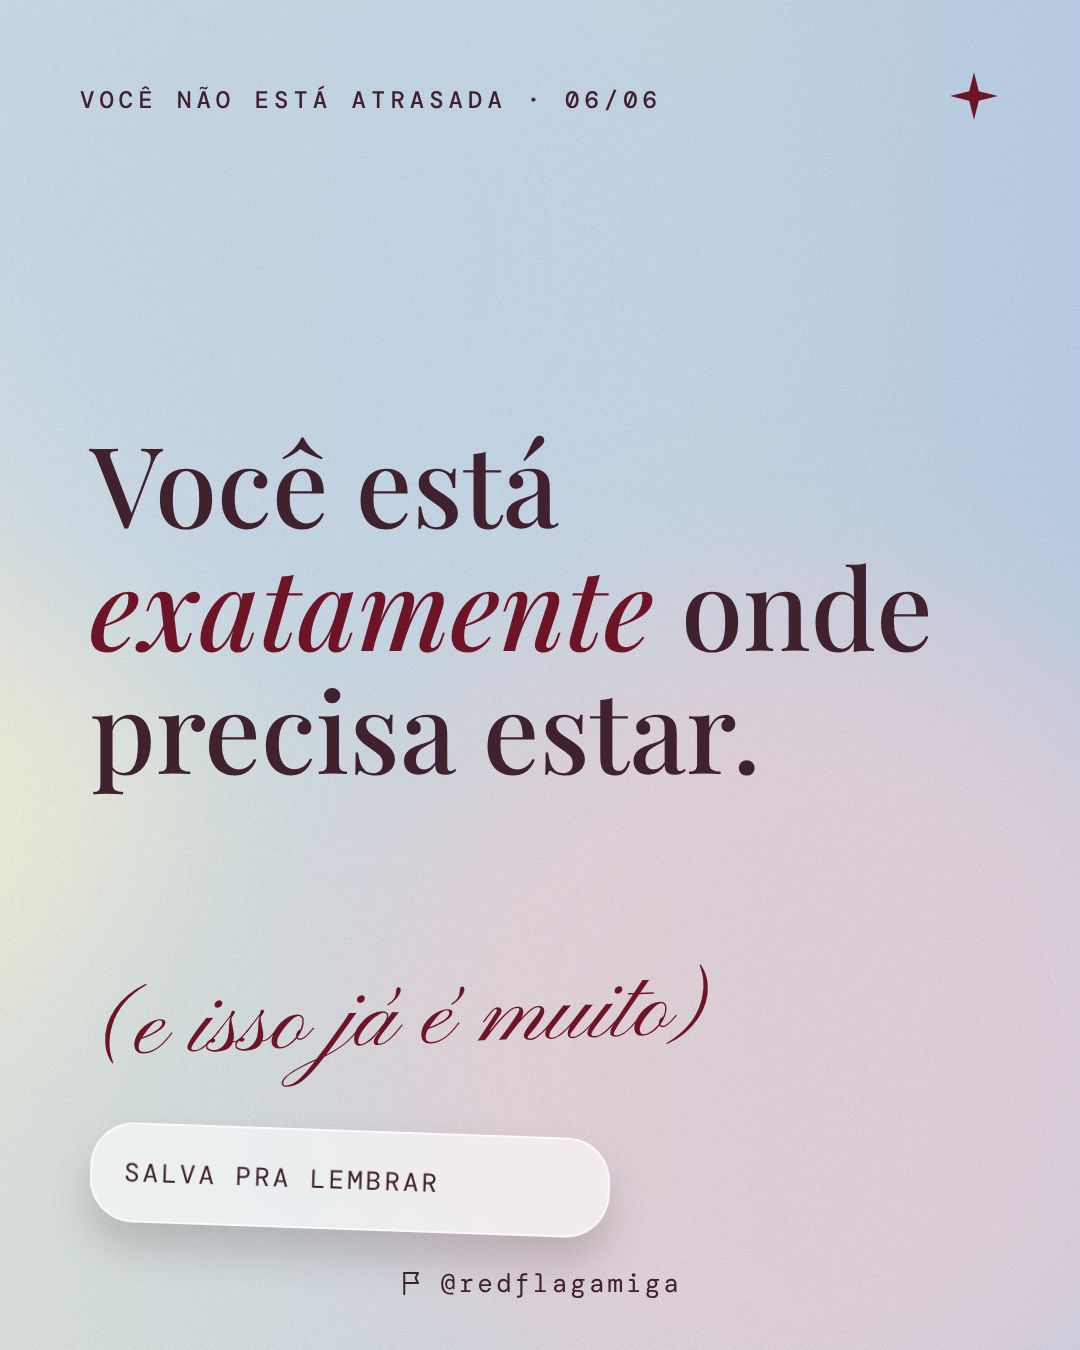 VOCÊ NÃO ESTÁ ATRASADA · 06/06
Você está
exatamente onde
precisa estar.
(e isso já é muito)
SALVA PRA LEMBRAR
@redflagamiga